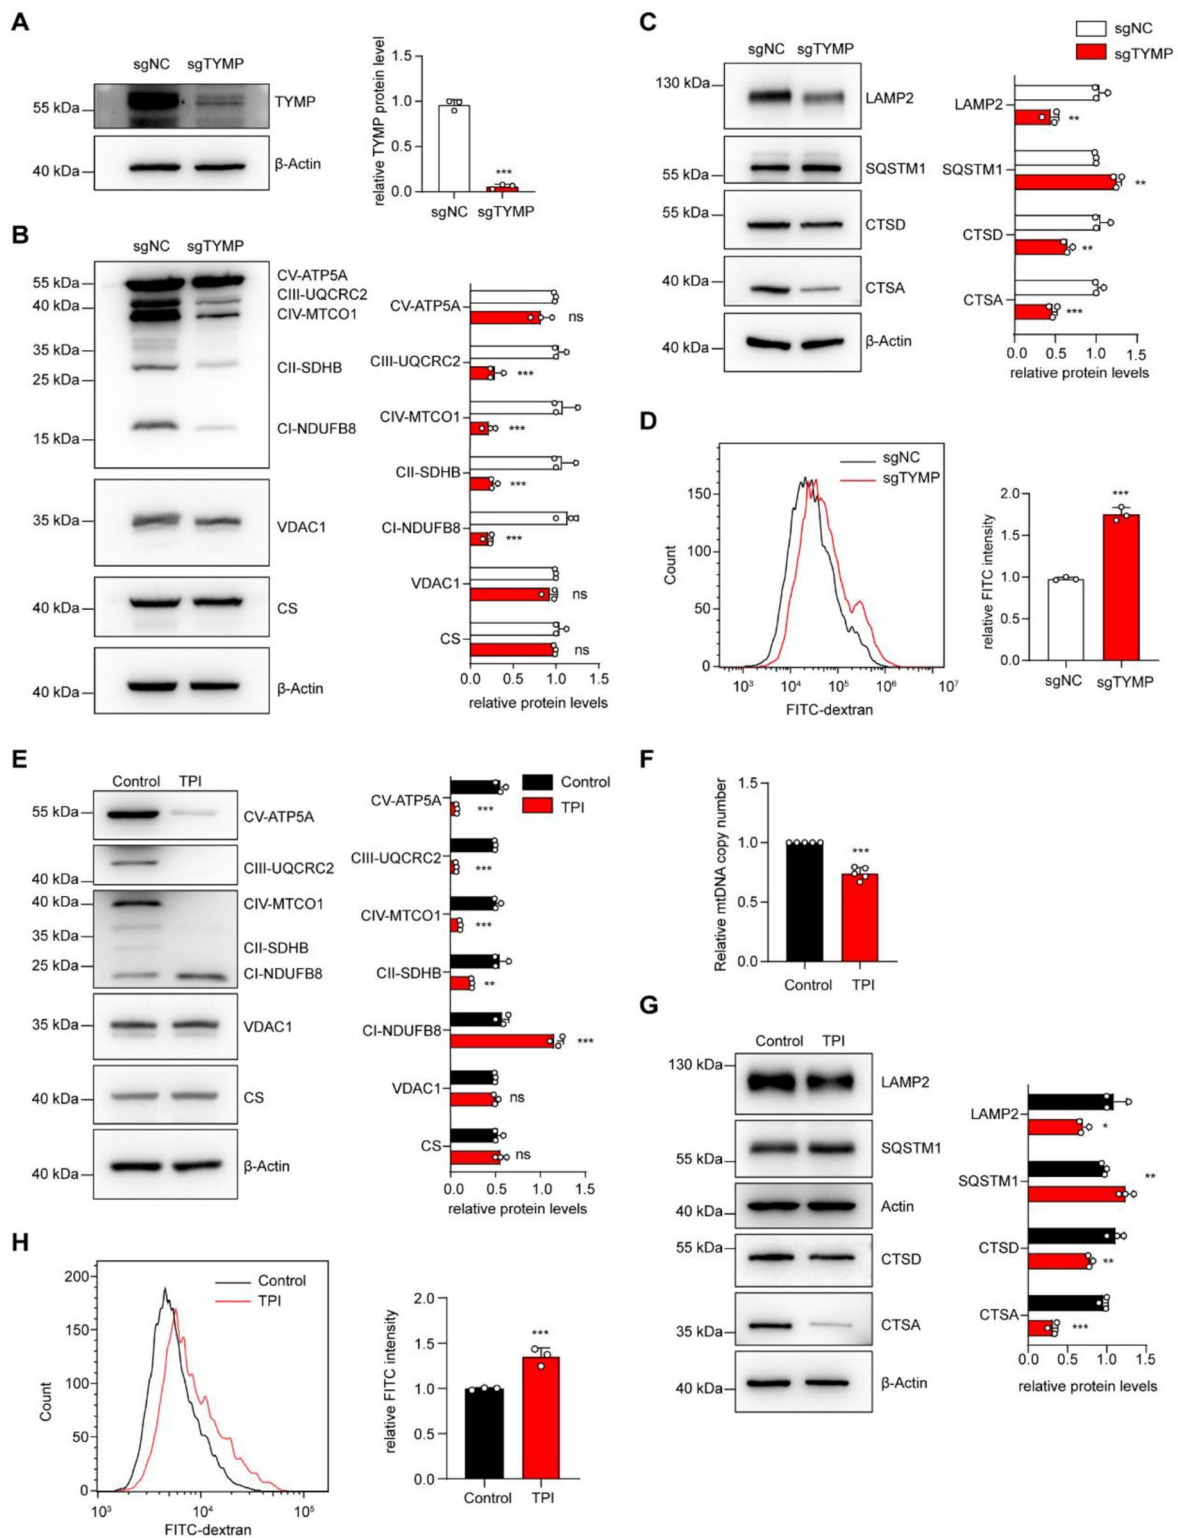 A
sgNC sgTYMP
55 kDa
TYMP
40 kDa
β-Actin
relative TYMP protein level
1.5
1.0
0.5
0.0
***
sgNC sgTYMP
B
sgNC sgTYMP
55 kDa
40 kDa
35 kDa
25 kDa
15 kDa
CV-ATP5A
CIII-UQCRC2
CIV-MTCO1
CII-SDHB
CI-NDUFB8
35 kDa
VDAC1
40 kDa
CS
40 kDa
β-Actin
CV-ATP5A
ns
CIII-UQCRC2
***
CIV-MTCO1
***
CII-SDHB
***
CI-NDUFB8
***
VDAC1
ns
CS
ns
0.0 0.5 1.0 1.5
relative protein levels
C
sgNC
sgTYMP
sgNC sgTYMP
130 kDa
LAMP2
55 kDa
SQSTM1
55 kDa
CTSD
40 kDa
CTSA
40 kDa
β-Actin
LAMP2
**
SQSTM1
**
CTSD
**
CTSA
***
0.0 0.5 1.0 1.5
relative protein levels
D
sgNC
sgTYMP
Count
150
100
50
0
10³ 10⁴ 10⁵ 10⁶ 10⁷
FITC-dextran
relative FITC intensity
2.0
1.5
1.0
0.5
0.0
***
sgNC sgTYMP
E
Control TPI
55 kDa
CV-ATP5A
40 kDa
CIII-UQCRC2
40 kDa
CIV-MTCO1
35 kDa
CII-SDHB
25 kDa
CI-NDUFB8
35 kDa
VDAC1
40 kDa
CS
40 kDa
β-Actin
Control
TPI
CV-ATP5A
***
CIII-UQCRC2
***
CIV-MTCO1
***
CII-SDHB
**
CI-NDUFB8
***
VDAC1
ns
CS
ns
0.0 0.5 1.0 1.5
relative protein levels
F
Relative mtDNA copy number
1.5
1.0
0.5
0.0
***
Control TPI
G
Control TPI
130 kDa
LAMP2
55 kDa
SQSTM1
40 kDa
Actin
55 kDa
CTSD
35 kDa
CTSA
40 kDa
β-Actin
LAMP2
*
SQSTM1
**
CTSD
**
CTSA
***
0.0 0.5 1.0 1.5
relative protein levels
H
Control
TPI
Count
200
150
100
50
0
10³ 10⁴ 10⁵
FITC-dextran
relative FITC intensity
2.0
1.5
1.0
0.5
0.0
***
Control TPI